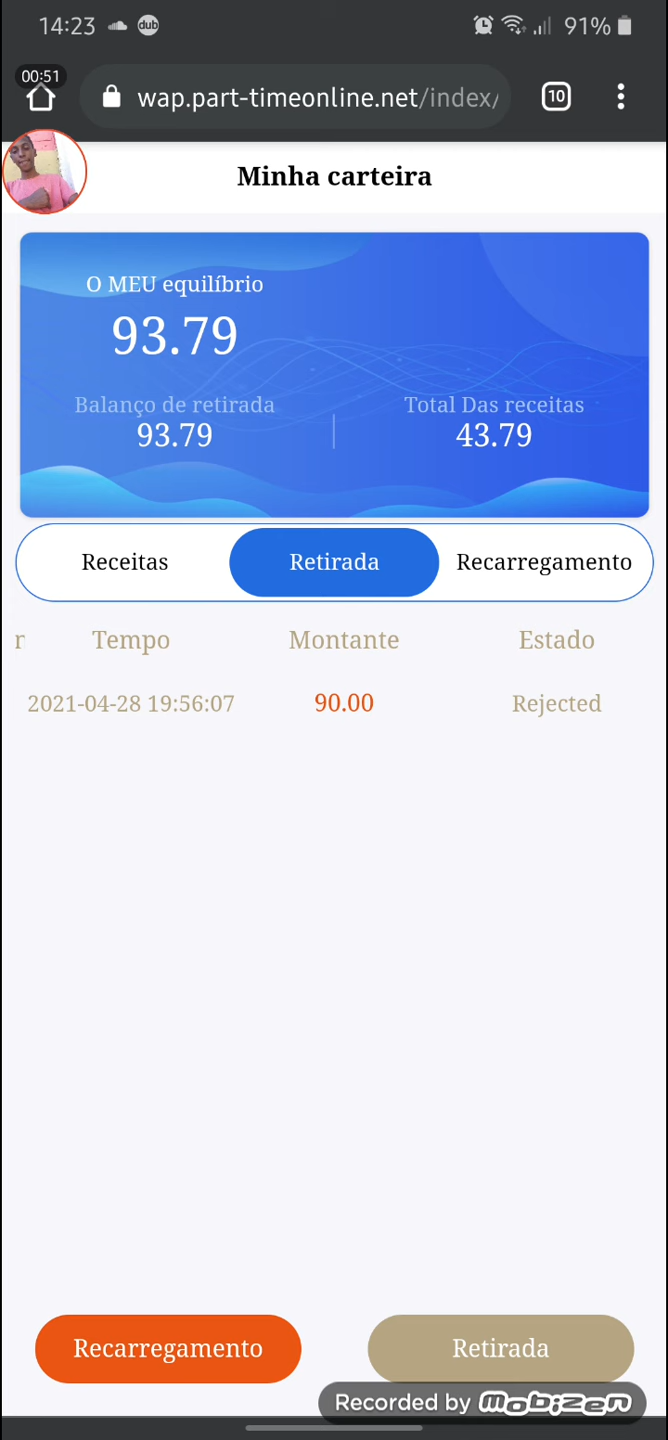 14:23 dub 91%
00:51
wap.part-timeonline.net/index/ 10
Minha carteira
O MEU equilíbrio
93.79
Balanço de retirada Total Das receitas
93.79 43.79
Receitas Retirada Recarregamento
r Tempo Montante Estado
2021-04-28 19:56:07 90.00 Rejected
Recarregamento Retirada
Recorded by mobizen